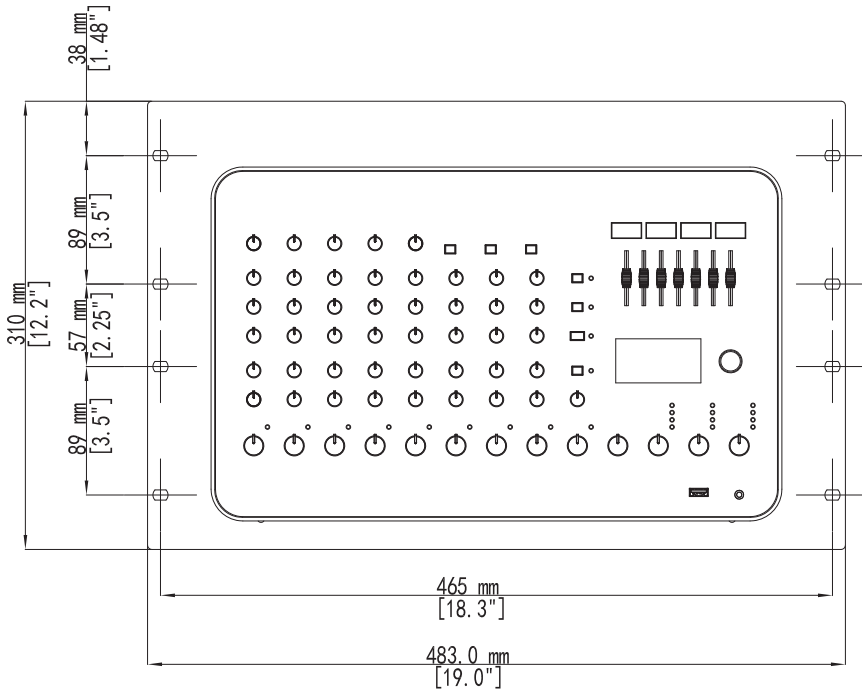 38 mm
[1.48"]
89 mm
[3.5"]
310 mm
[12.2"]
57 mm
[2.25"]
89 mm
[3.5"]
465 mm
[18.3"]
483.0 mm
[19.0"]